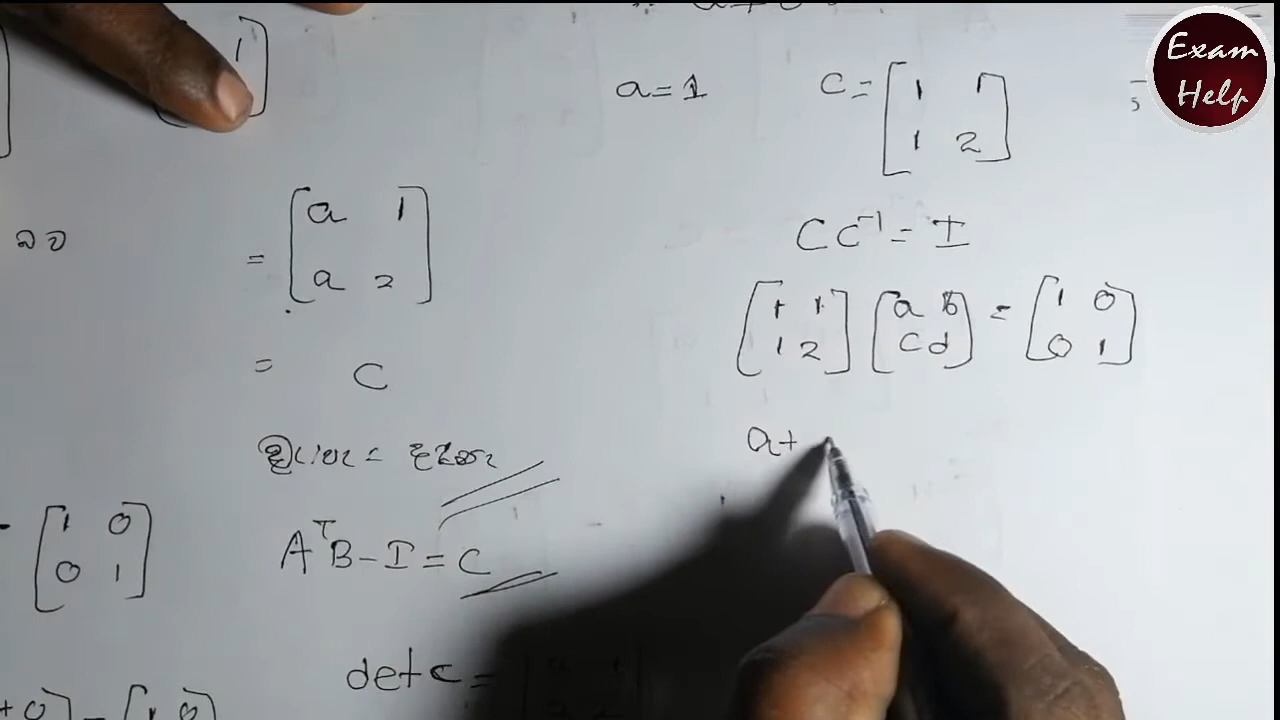 Exam
Help
a = 1
C = [1 1
1 2]
= [a 1
a 2]
CC⁻¹ = I
[1 1
1 2] [a b
c d] = [1 0
0 1]
= C
a+
[1 0
0 1]
AᵀB - I = C
det C =